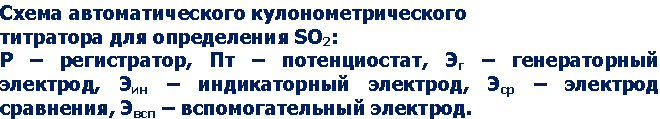 Схема автоматического кулонометрического
титратора для определения SO₂:
Р – регистратор, Пт – потенциостат, Эг – генераторный
электрод, Эин – индикаторный электрод, Эср – электрод
сравнения, Эвсп – вспомогательный электрод.